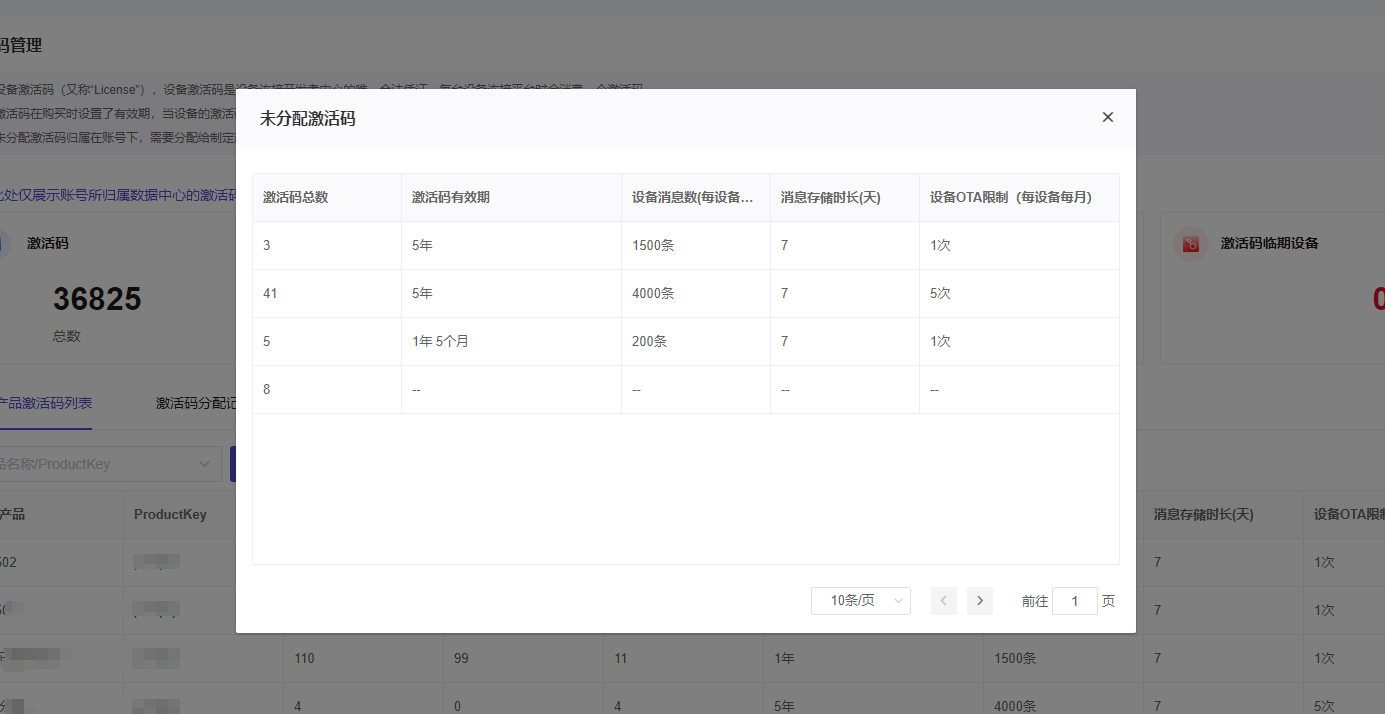 码管理
设备激活码（又称“License”），设备激活码是
激活码在购买时设置了有效期，当设备的激活
未分配激活码归属在账号下，需要分配给制定
此处仅展示账号所归属数据中心的激活码
激活码
36825
总数
激活码临期设备
0
未分配激活码
激活码总数 激活码有效期 设备消息数(每设备... 消息存储时长(天) 设备OTA限制（每设备每月）
3 5年 1500条 7 1次
41 5年 4000条 7 5次
5 1年 5个月 200条 7 1次
8 -- -- -- --
10条/页 前往 1 页
产品激活码列表 激活码分配记
品名称/ProductKey
产品 ProductKey 消息存储时长(天) 设备OTA限制
502 7 1次
7 1次
110 99 11 1年 1500条 7 1次
4 0 4 5年 4000条 7 5次